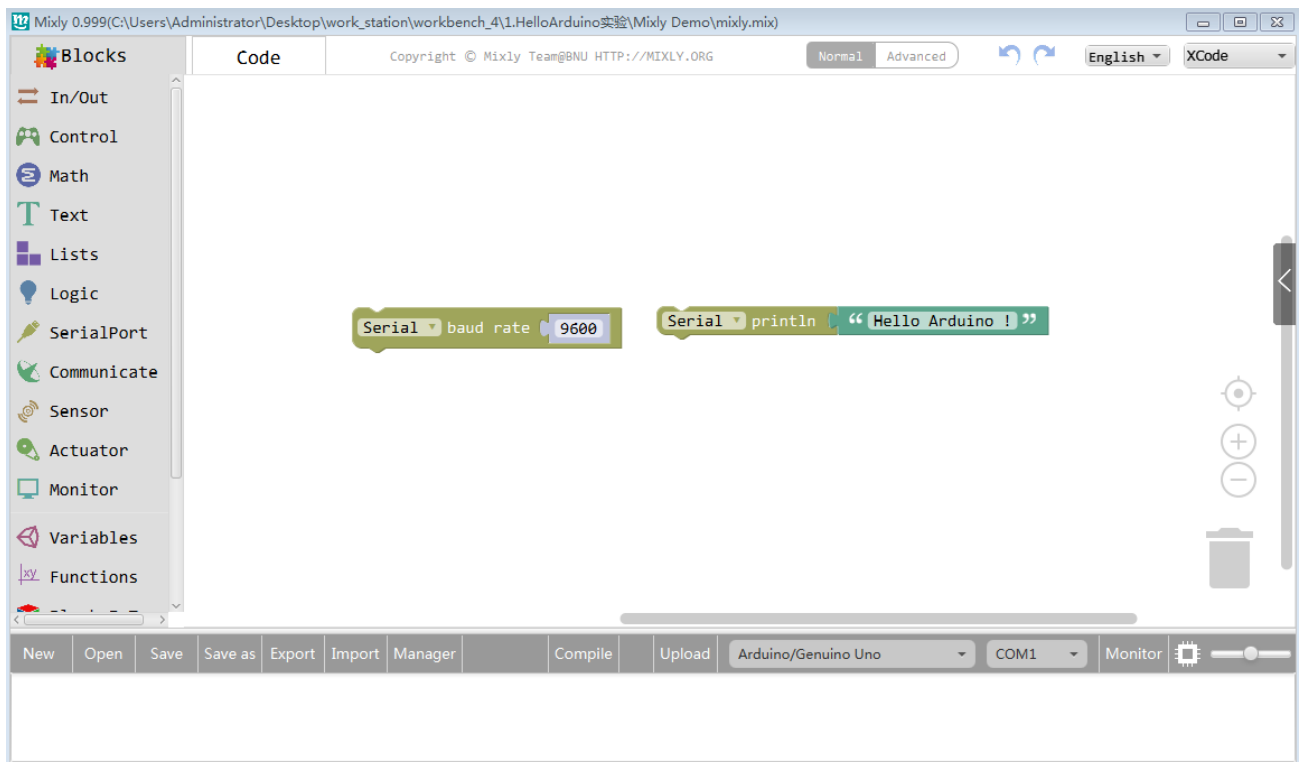 Mixly 0.999(C:\Users\Administrator\Desktop\work_station\workbench_4\1.HelloArduino实验\Mixly Demo\mixly.mix)
Blocks Code Copyright © Mixly Team@BNU HTTP://MIXLY.ORG Normal Advanced English XCode
In/Out
Control
Math
Text
Lists
Logic
SerialPort
Communicate
Sensor
Actuator
Monitor
Variables
xy Functions
Serial baud rate 9600
Serial println “ Hello Arduino ! ”
New Open Save Save as Export Import Manager Compile Upload Arduino/Genuino Uno COM1 Monitor